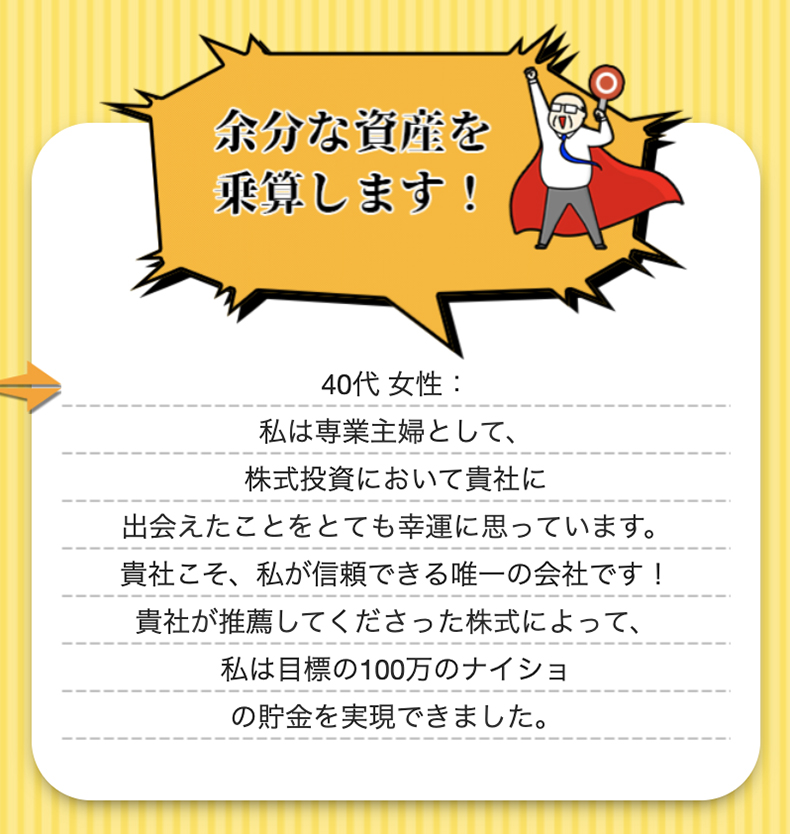 余分な資産を
乗算します！
40代 女性：
私は専業主婦として、
株式投資において貴社に
出会えたことをとても幸運に思っています。
貴社こそ、私が信頼できる唯一の会社です！
貴社が推薦してくださった株式によって、
私は目標の100万のナイショ
の貯金を実現できました。